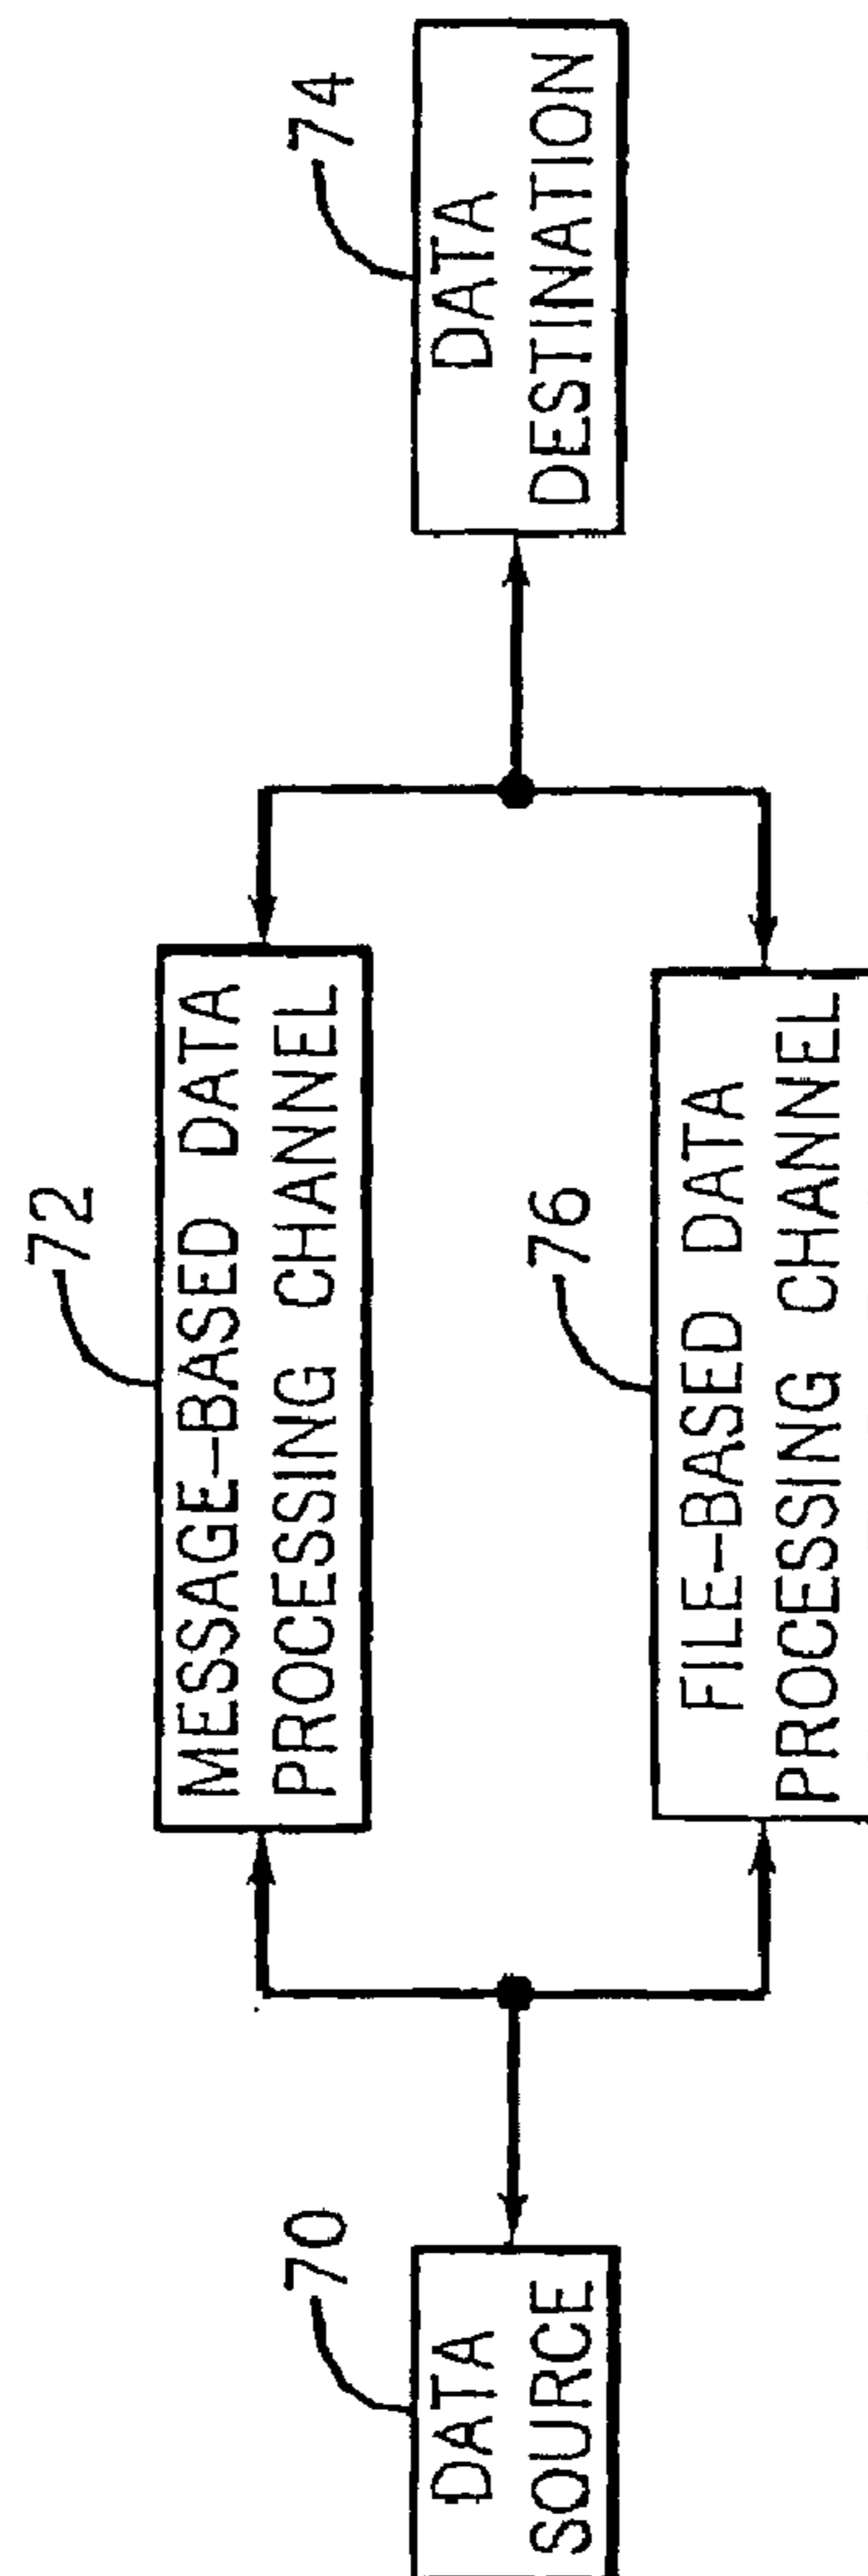 70
DATA
SOURCE
72
MESSAGE-BASED DATA
PROCESSING CHANNEL
76
FILE-BASED DATA
PROCESSING CHANNEL
74
DATA
DESTINATION